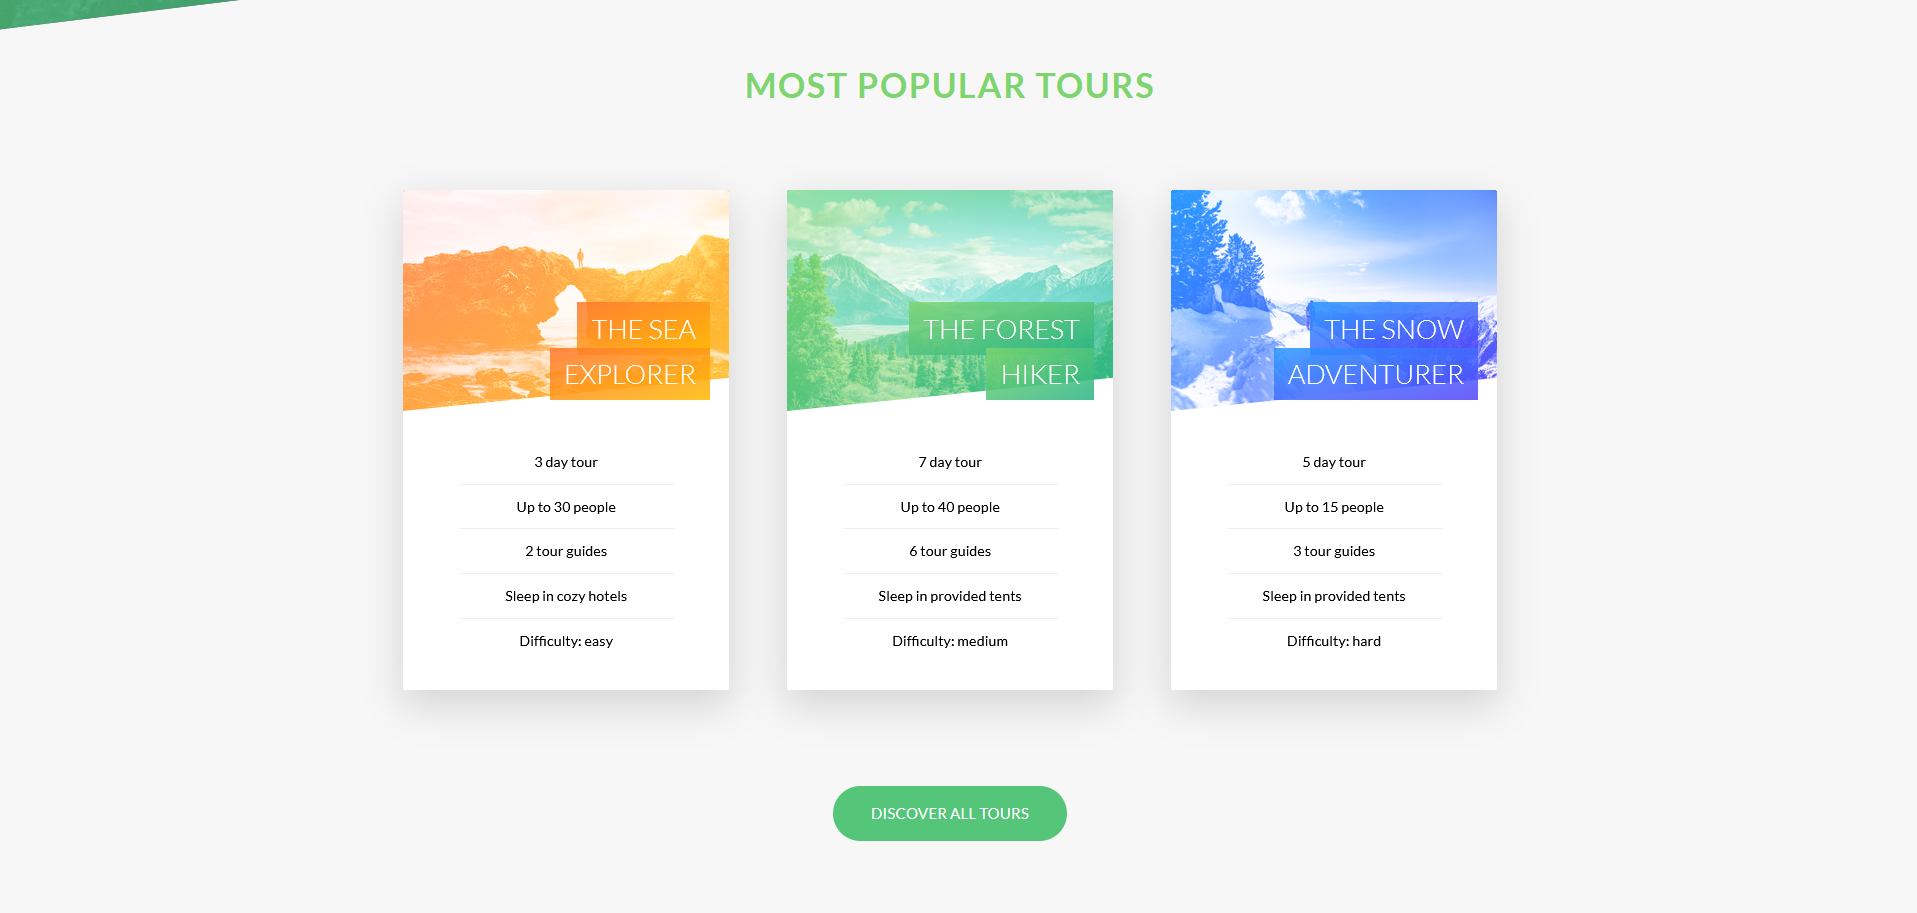 MOST POPULAR TOURS
THE SEA
EXPLORER
3 day tour
Up to 30 people
2 tour guides
Sleep in cozy hotels
Difficulty: easy
THE FOREST
HIKER
7 day tour
Up to 40 people
6 tour guides
Sleep in provided tents
Difficulty: medium
THE SNOW
ADVENTURER
5 day tour
Up to 15 people
3 tour guides
Sleep in provided tents
Difficulty: hard
DISCOVER ALL TOURS